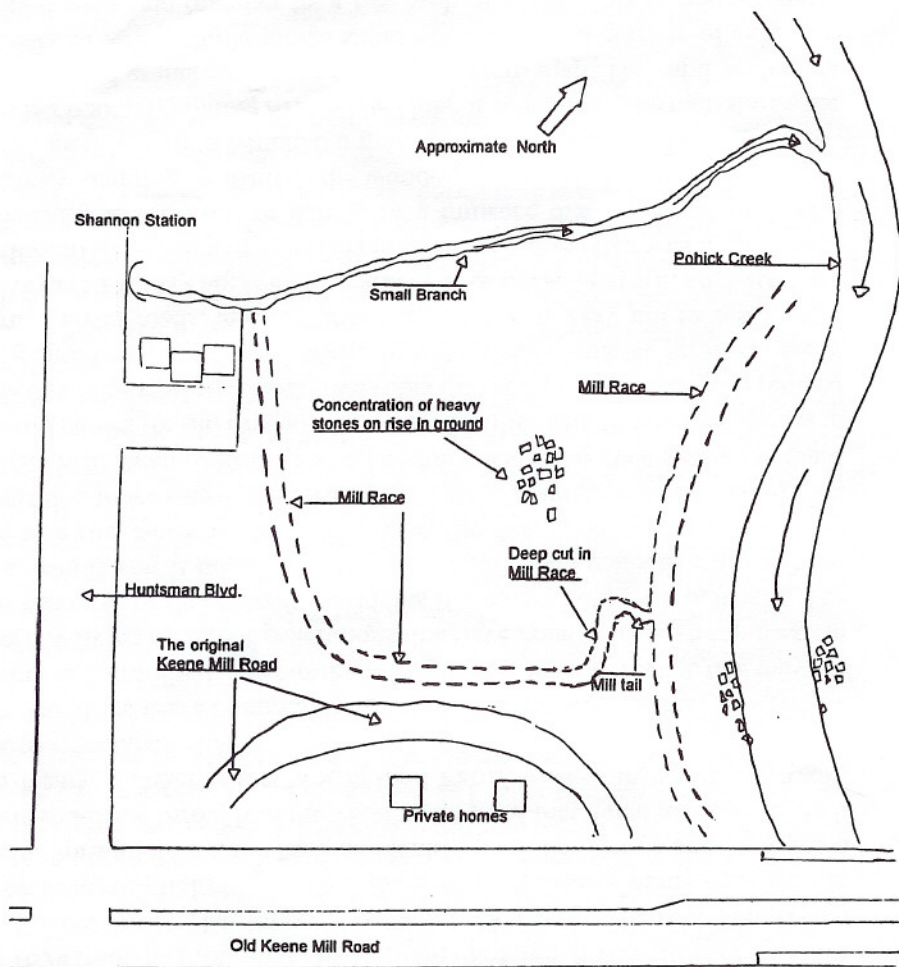 Approximate North
Shannon Station
Pohick Creek
Small Branch
Mill Race
Concentration of heavy
stones on rise in ground
Mill Race
Deep cut in
Mill Race
Huntsman Blvd.
The original
Keene Mill Road
Mill tail
Private homes
Old Keene Mill Road